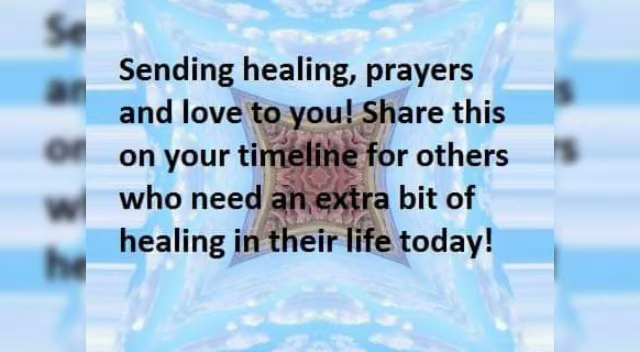 Sending healing, prayers
and love to you! Share this
on your timeline for others
who need an extra bit of
healing in their life today!